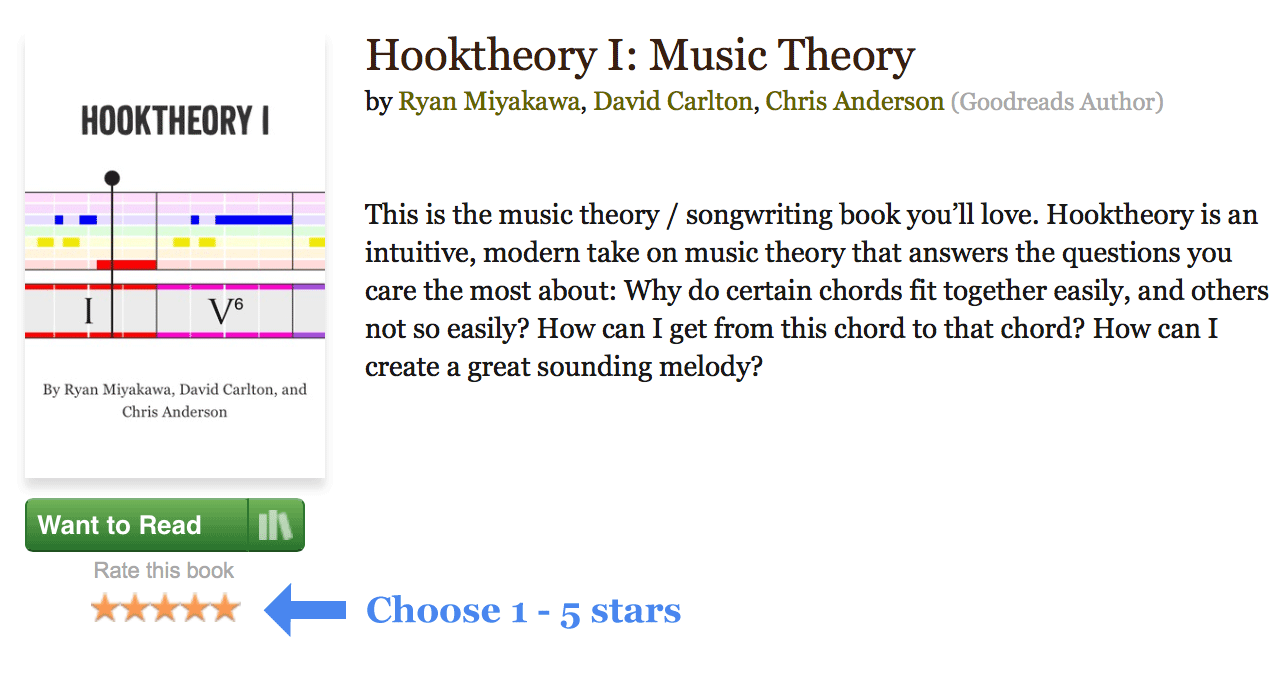 HOOKTHEORY I
I
V6
By Ryan Miyakawa, David Carlton, and
Chris Anderson
Want to Read
Rate this book
Hooktheory I: Music Theory
by Ryan Miyakawa, David Carlton, Chris Anderson (Goodreads Author)
This is the music theory / songwriting book you’ll love. Hooktheory is an
intuitive, modern take on music theory that answers the questions you
care the most about: Why do certain chords fit together easily, and others
not so easily? How can I get from this chord to that chord? How can I
create a great sounding melody?
Choose 1 - 5 stars